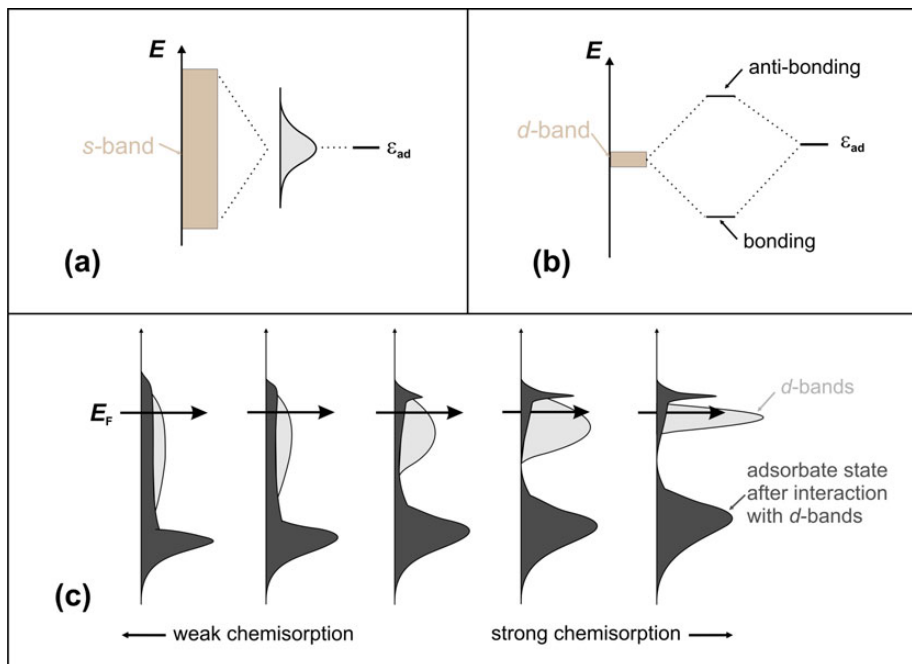 E
s-band
ε_ad
(a)
E
anti-bonding
d-band
ε_ad
bonding
(b)
E_F
d-bands
adsorbate state
after interaction
with d-bands
(c)
weak chemisorption
strong chemisorption